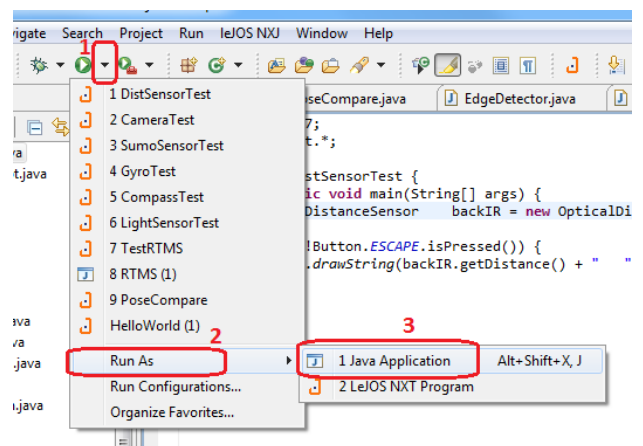 vigate Search Project Run leJOS NXJ Window Help
1
1 DistSensorTest
2 CameraTest
3 SumoSensorTest
4 GyroTest
5 CompassTest
6 LightSensorTest
7 TestRTMS
8 RTMS (1)
9 PoseCompare
HelloWorld (1)
2
Run As
Run Configurations...
Organize Favorites...
3
1 Java Application Alt+Shift+X, J
2 LeJOS NXT Program
seCompare.java
EdgeDetector.java
7;
t.*;
stSensorTest {
ic void main(String[] args) {
DistanceSensor backIR = new OpticalDi
!Button.ESCAPE.isPressed()) {
.drawString(backIR.getDistance() + " "
va
t.java
ava
va
.java
.java